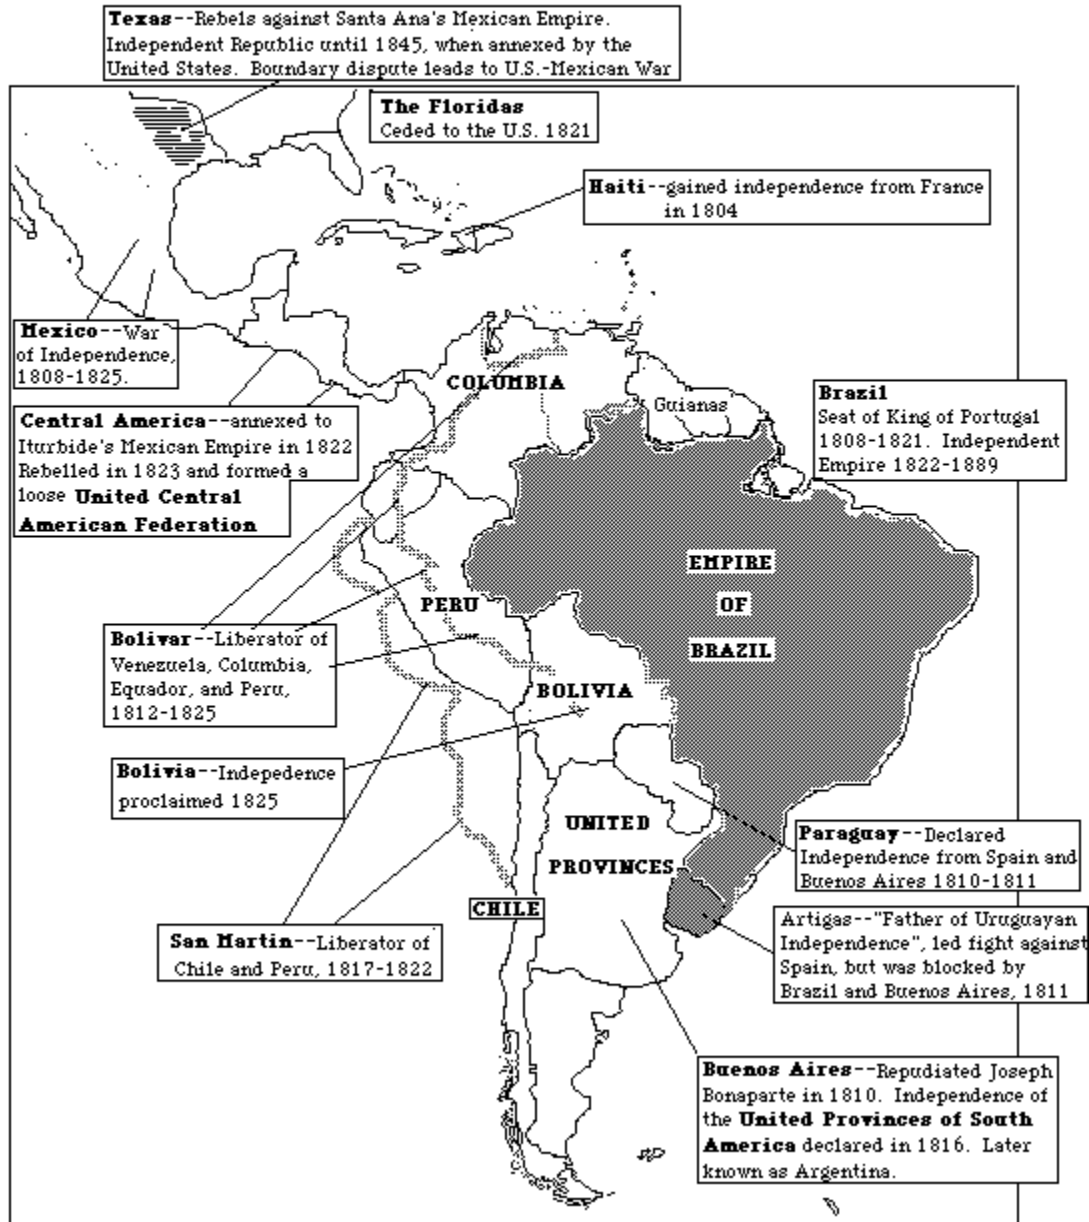 Texas--Rebels against Santa Ana's Mexican Empire.
Independent Republic until 1845, when annexed by the
United States. Boundary dispute leads to U.S.-Mexican War
The Floridas
Ceded to the U.S. 1821
Haiti--gained independence from France
in 1804
Mexico--War
of Independence,
1808-1825.
Central America--annexed to
Iturbide's Mexican Empire in 1822
Rebelled in 1823 and formed a
loose United Central
American Federation
COLUMBIA
Guianas
Brazil
Seat of King of Portugal
1808-1821. Independent
Empire 1822-1889
EMPIRE
OF
BRAZIL
PERU
Bolivar--Liberator of
Venezuela, Columbia,
Equador, and Peru,
1812-1825
BOLIVIA
Bolivia--Indepedence
proclaimed 1825
UNITED
PROVINCES
Paraguay--Declared
Independence from Spain and
Buenos Aires 1810-1811
CHILE
San Martin--Liberator of
Chile and Peru, 1817-1822
Artigas--"Father of Uruguayan
Independence", led fight against
Spain, but was blocked by
Brazil and Buenos Aires, 1811
Buenos Aires--Repudiated Joseph
Bonaparte in 1810. Independence of
the United Provinces of South
America declared in 1816. Later
known as Argentina.